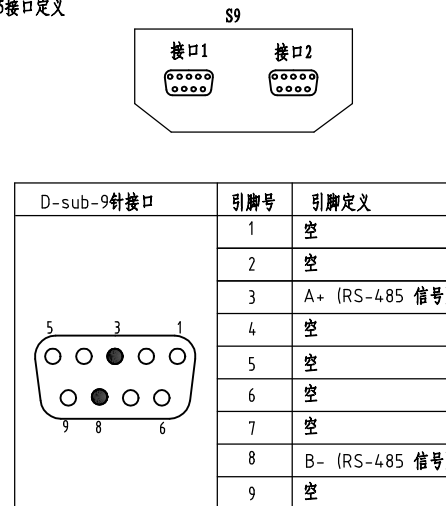 接口定义
S9
接口1 接口2
D-sub-9针接口 引脚号 引脚定义
1 空
2 空
3 A+ (RS-485 信号
4 空
5 空
6 空
7 空
8 B- (RS-485 信号
9 空
5 3 1
9 8 6